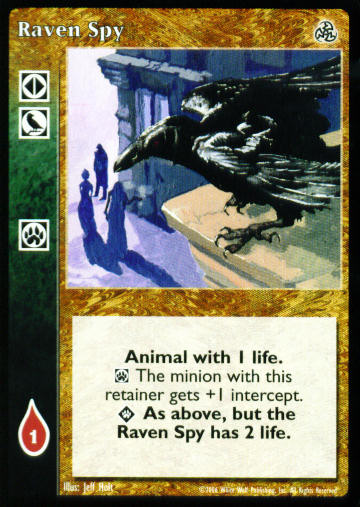 Raven Spy
Animal with 1 life.
The minion with this
retainer gets +1 intercept.
As above, but the
Raven Spy has 2 life.
1
Illus: Jeff Holt
©2006 White Wolf Publishing, Inc. All Rights Reserved.